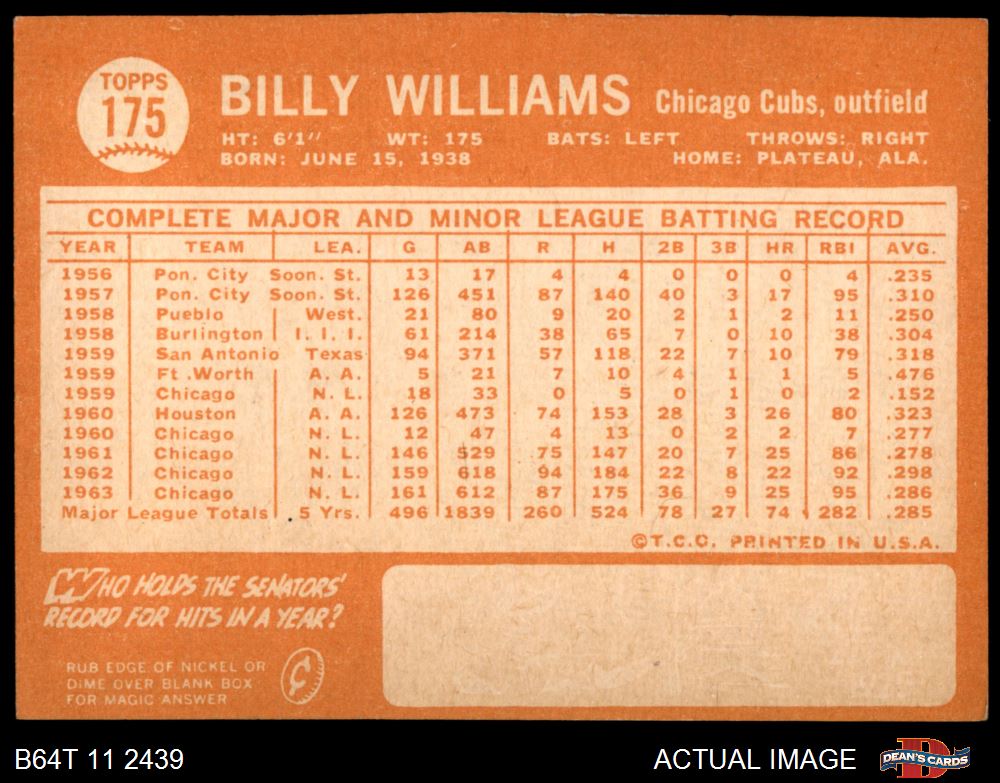 TOPPS
175
BILLY WILLIAMS Chicago Cubs, outfield
HT: 6'1" WT: 175 BATS: LEFT THROWS: RIGHT
BORN: JUNE 15, 1938 HOME: PLATEAU, ALA.
COMPLETE MAJOR AND MINOR LEAGUE BATTING RECORD
YEAR TEAM LEA. G AB R H 2B 3B HR RBI AVG.
1956 Pon. City Soon. St. 13 17 4 4 0 0 0 4 .235
1957 Pon. City Soon. St. 126 451 87 140 40 3 17 95 .310
1958 Pueblo West. 21 80 9 20 2 1 2 11 .250
1958 Burlington I. I. I. 61 214 38 65 7 0 10 38 .304
1959 San Antonio Texas 94 371 57 118 22 7 10 79 .318
1959 Ft .Worth A. A. 5 21 7 10 4 1 1 5 .476
1959 Chicago N. L. 18 33 0 5 0 1 0 2 .152
1960 Houston A. A. 126 473 74 153 28 3 26 80 .323
1960 Chicago N. L. 12 47 4 13 0 2 2 7 .277
1961 Chicago N. L. 146 529 75 147 20 7 25 86 .278
1962 Chicago N. L. 159 618 94 184 22 8 22 92 .298
1963 Chicago N. L. 161 612 87 175 36 9 25 95 .286
Major League Totals 5 Yrs. 496 1839 260 524 78 27 74 282 .285
©T.C.G. PRINTED IN U.S.A.
WHO HOLDS THE SENATORS'
RECORD FOR HITS IN A YEAR?
RUB EDGE OF NICKEL OR
DIME OVER BLANK BOX
FOR MAGIC ANSWER
B64T 11 2439 ACTUAL IMAGE DEAN'S CARDS